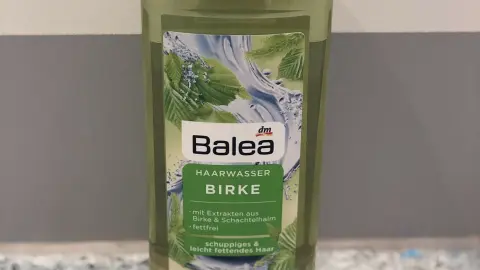 dm
Balea
HAARWASSER
BIRKE
· mit Extrakten aus
Birke & Schachtelhalm
· fettfrei
schuppiges &
leicht fettendes Haar